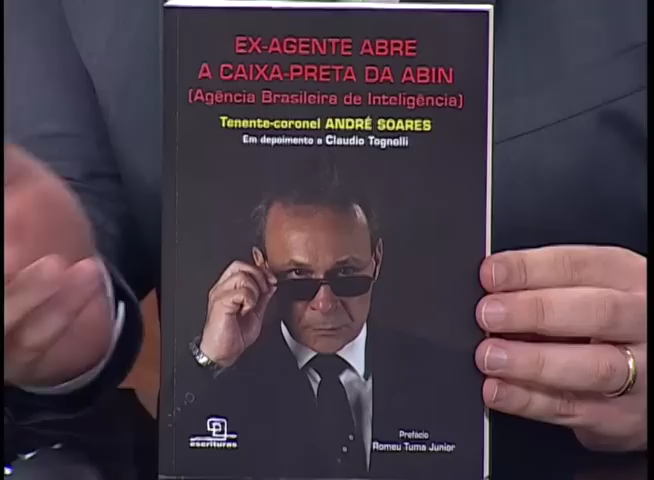 EX-AGENTE ABRE
A CAIXA-PRETA DA ABIN
(Agência Brasileira de Inteligência)
Tenente-coronel ANDRÉ SOARES
Em depoimento a Claudio Tognolli
escrituras
Prefácio
Romeu Tuma Junior